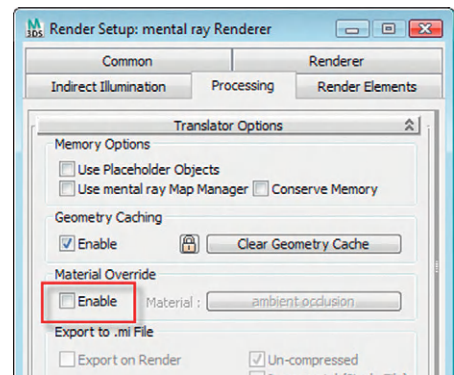 3DS Render Setup: mental ray Renderer
Common Renderer
Indirect Illumination Processing Render Elements
Translator Options
Memory Options
Use Placeholder Objects
Use mental ray Map Manager Conserve Memory
Geometry Caching
Enable Clear Geometry Cache
Material Override
Enable Material : ambient occlusion
Export to .mi File
Export on Render Un-compressed